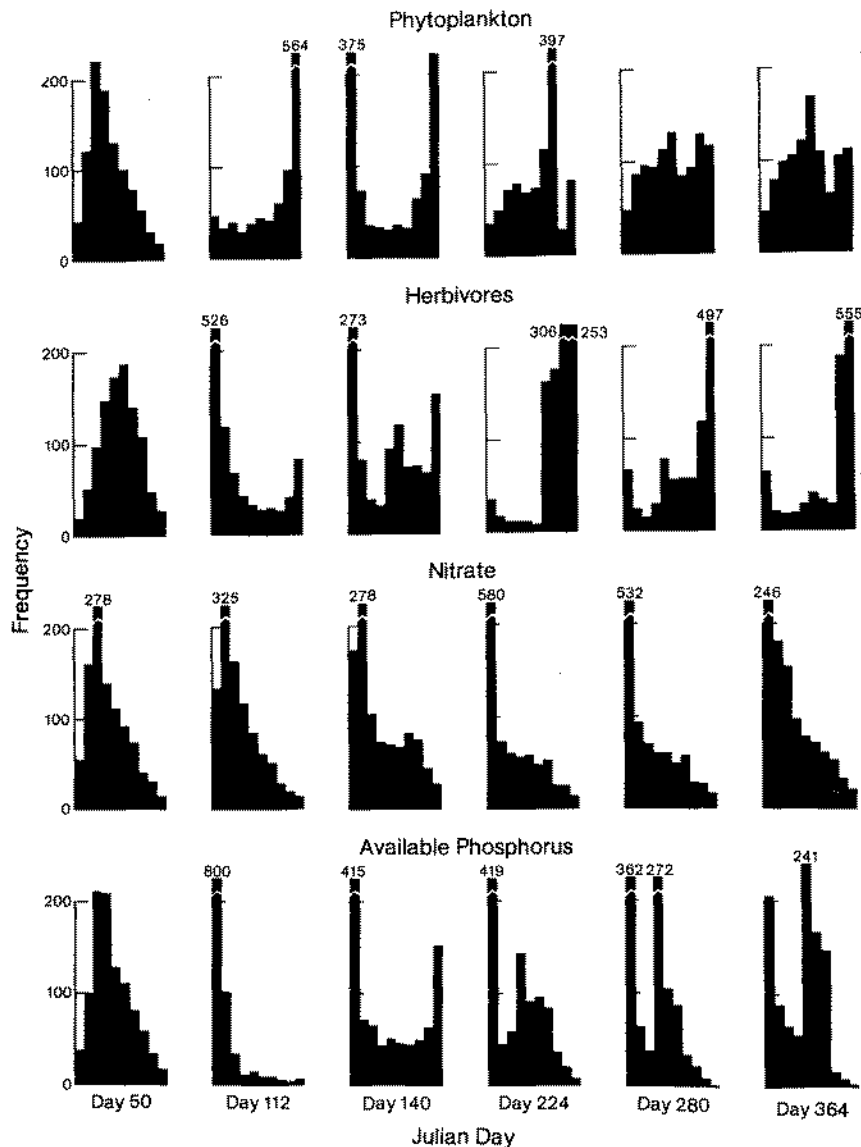 Phytoplankton
564 375 397
200
100
0
Herbivores
526 273 306 253 497 555
200
100
0
Frequency
Nitrate
278 325 278 580 532 246
200
100
0
Available Phosphorus
800 415 419 362 272 241
200
100
0
Day 50 Day 112 Day 140 Day 224 Day 280 Day 364
Julian Day